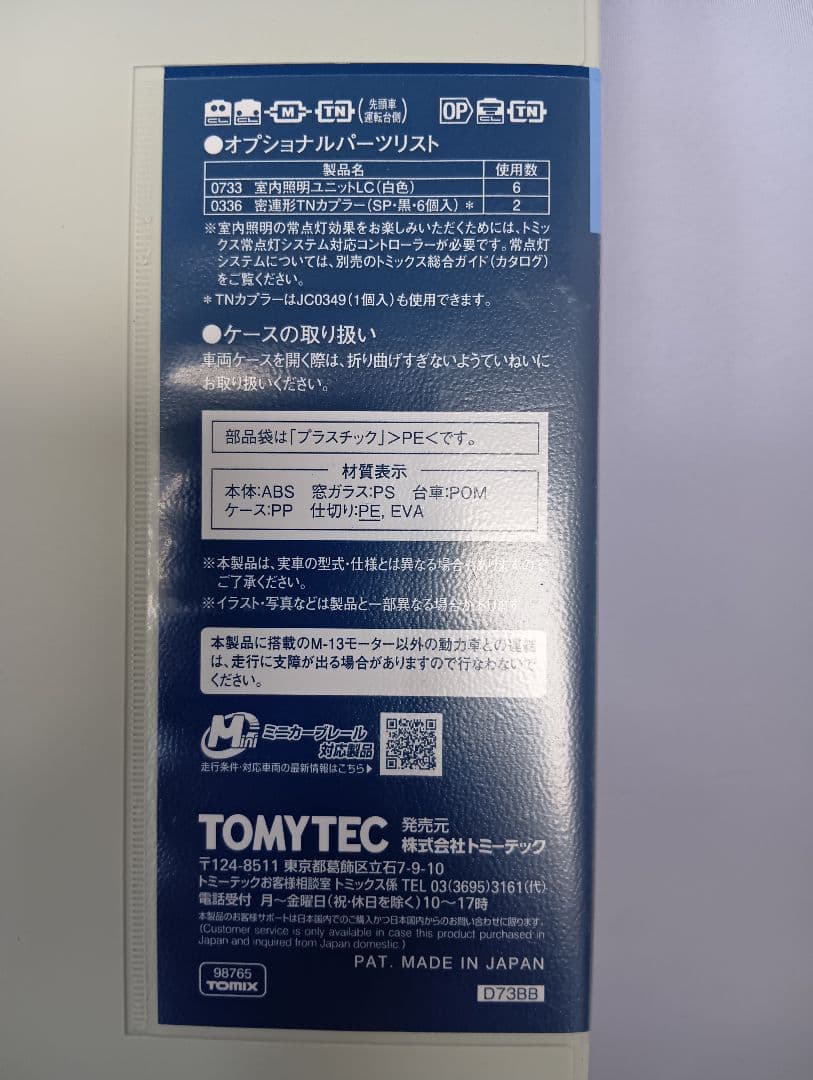 CL CL M TN (先頭車運転台側) OP CL TN
●オプショナルパーツリスト
製品名 使用数
0733 室内照明ユニットLC(白色) 6
0336 密連形TNカプラー(SP・黒・6個入)* 2
※室内照明の常点灯効果をお楽しみいただくためには、トミッ
クス常点灯システム対応コントローラーが必要です。常点灯
システムについては、別売のトミックス総合ガイド(カタログ)
をご覧ください。
*TNカプラーはJC0349(1個入)も使用できます。
●ケースの取り扱い
車両ケースを開く際は、折り曲げすぎないようていねいに
お取り扱いください。
部品袋は「プラスチック」>PE<です。
材質表示
本体:ABS 窓ガラス:PS 台車:POM
ケース:PP 仕切り:PE, EVA
※本製品は、実車の型式・仕様とは異なる場合がありますので
ご了承ください。
※イラスト・写真などは製品と一部異なる場合があります。
本製品に搭載のM-13モーター以外の動力車との連結
は、走行に支障が出る場合がありますので行なわないで
ください。
Mini ミニカーブレール
対応製品
走行条件・対応車両の最新情報はこちら▶
TOMYTEC 発売元
株式会社トミーテック
〒124-8511 東京都葛飾区立石7-9-10
トミーテックお客様相談室 トミックス係 TEL 03(3695)3161(代)
電話受付 月〜金曜日(祝・休日を除く)10〜17時
本製品のお客様サポートは日本国内でのご購入かつ日本国内からのお問い合わせに限ります。
(Customer service is only available in case this product purchased in
Japan and inquired from Japan domestic.)
PAT. MADE IN JAPAN
98765
TOMIX
D73BB